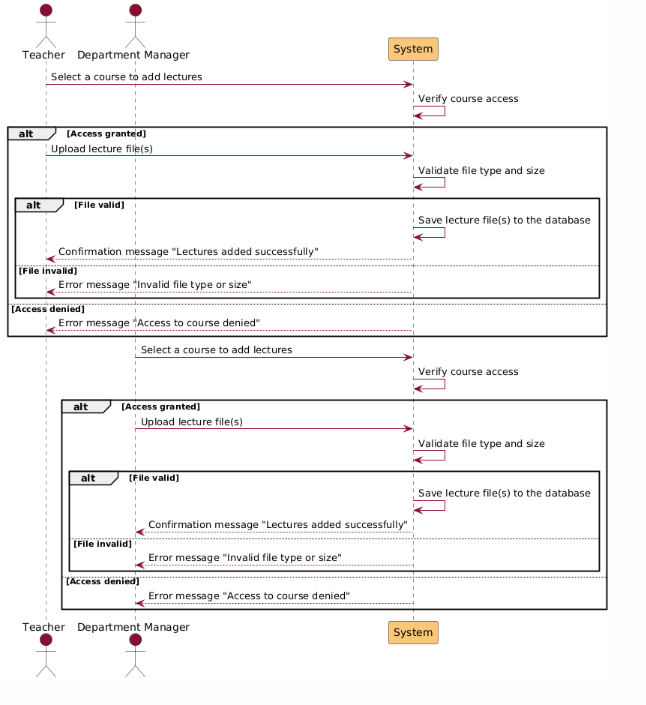 Teacher Department Manager
System
Select a course to add lectures
Verify course access
alt [Access granted]
Upload lecture file(s)
Validate file type and size
alt [File valid]
Save lecture file(s) to the database
Confirmation message "Lectures added successfully"
[File invalid]
Error message "Invalid file type or size"
[Access denied]
Error message "Access to course denied"
Select a course to add lectures
Verify course access
alt [Access granted]
Upload lecture file(s)
Validate file type and size
alt [File valid]
Save lecture file(s) to the database
Confirmation message "Lectures added successfully"
[File invalid]
Error message "Invalid file type or size"
[Access denied]
Error message "Access to course denied"
Teacher Department Manager
System